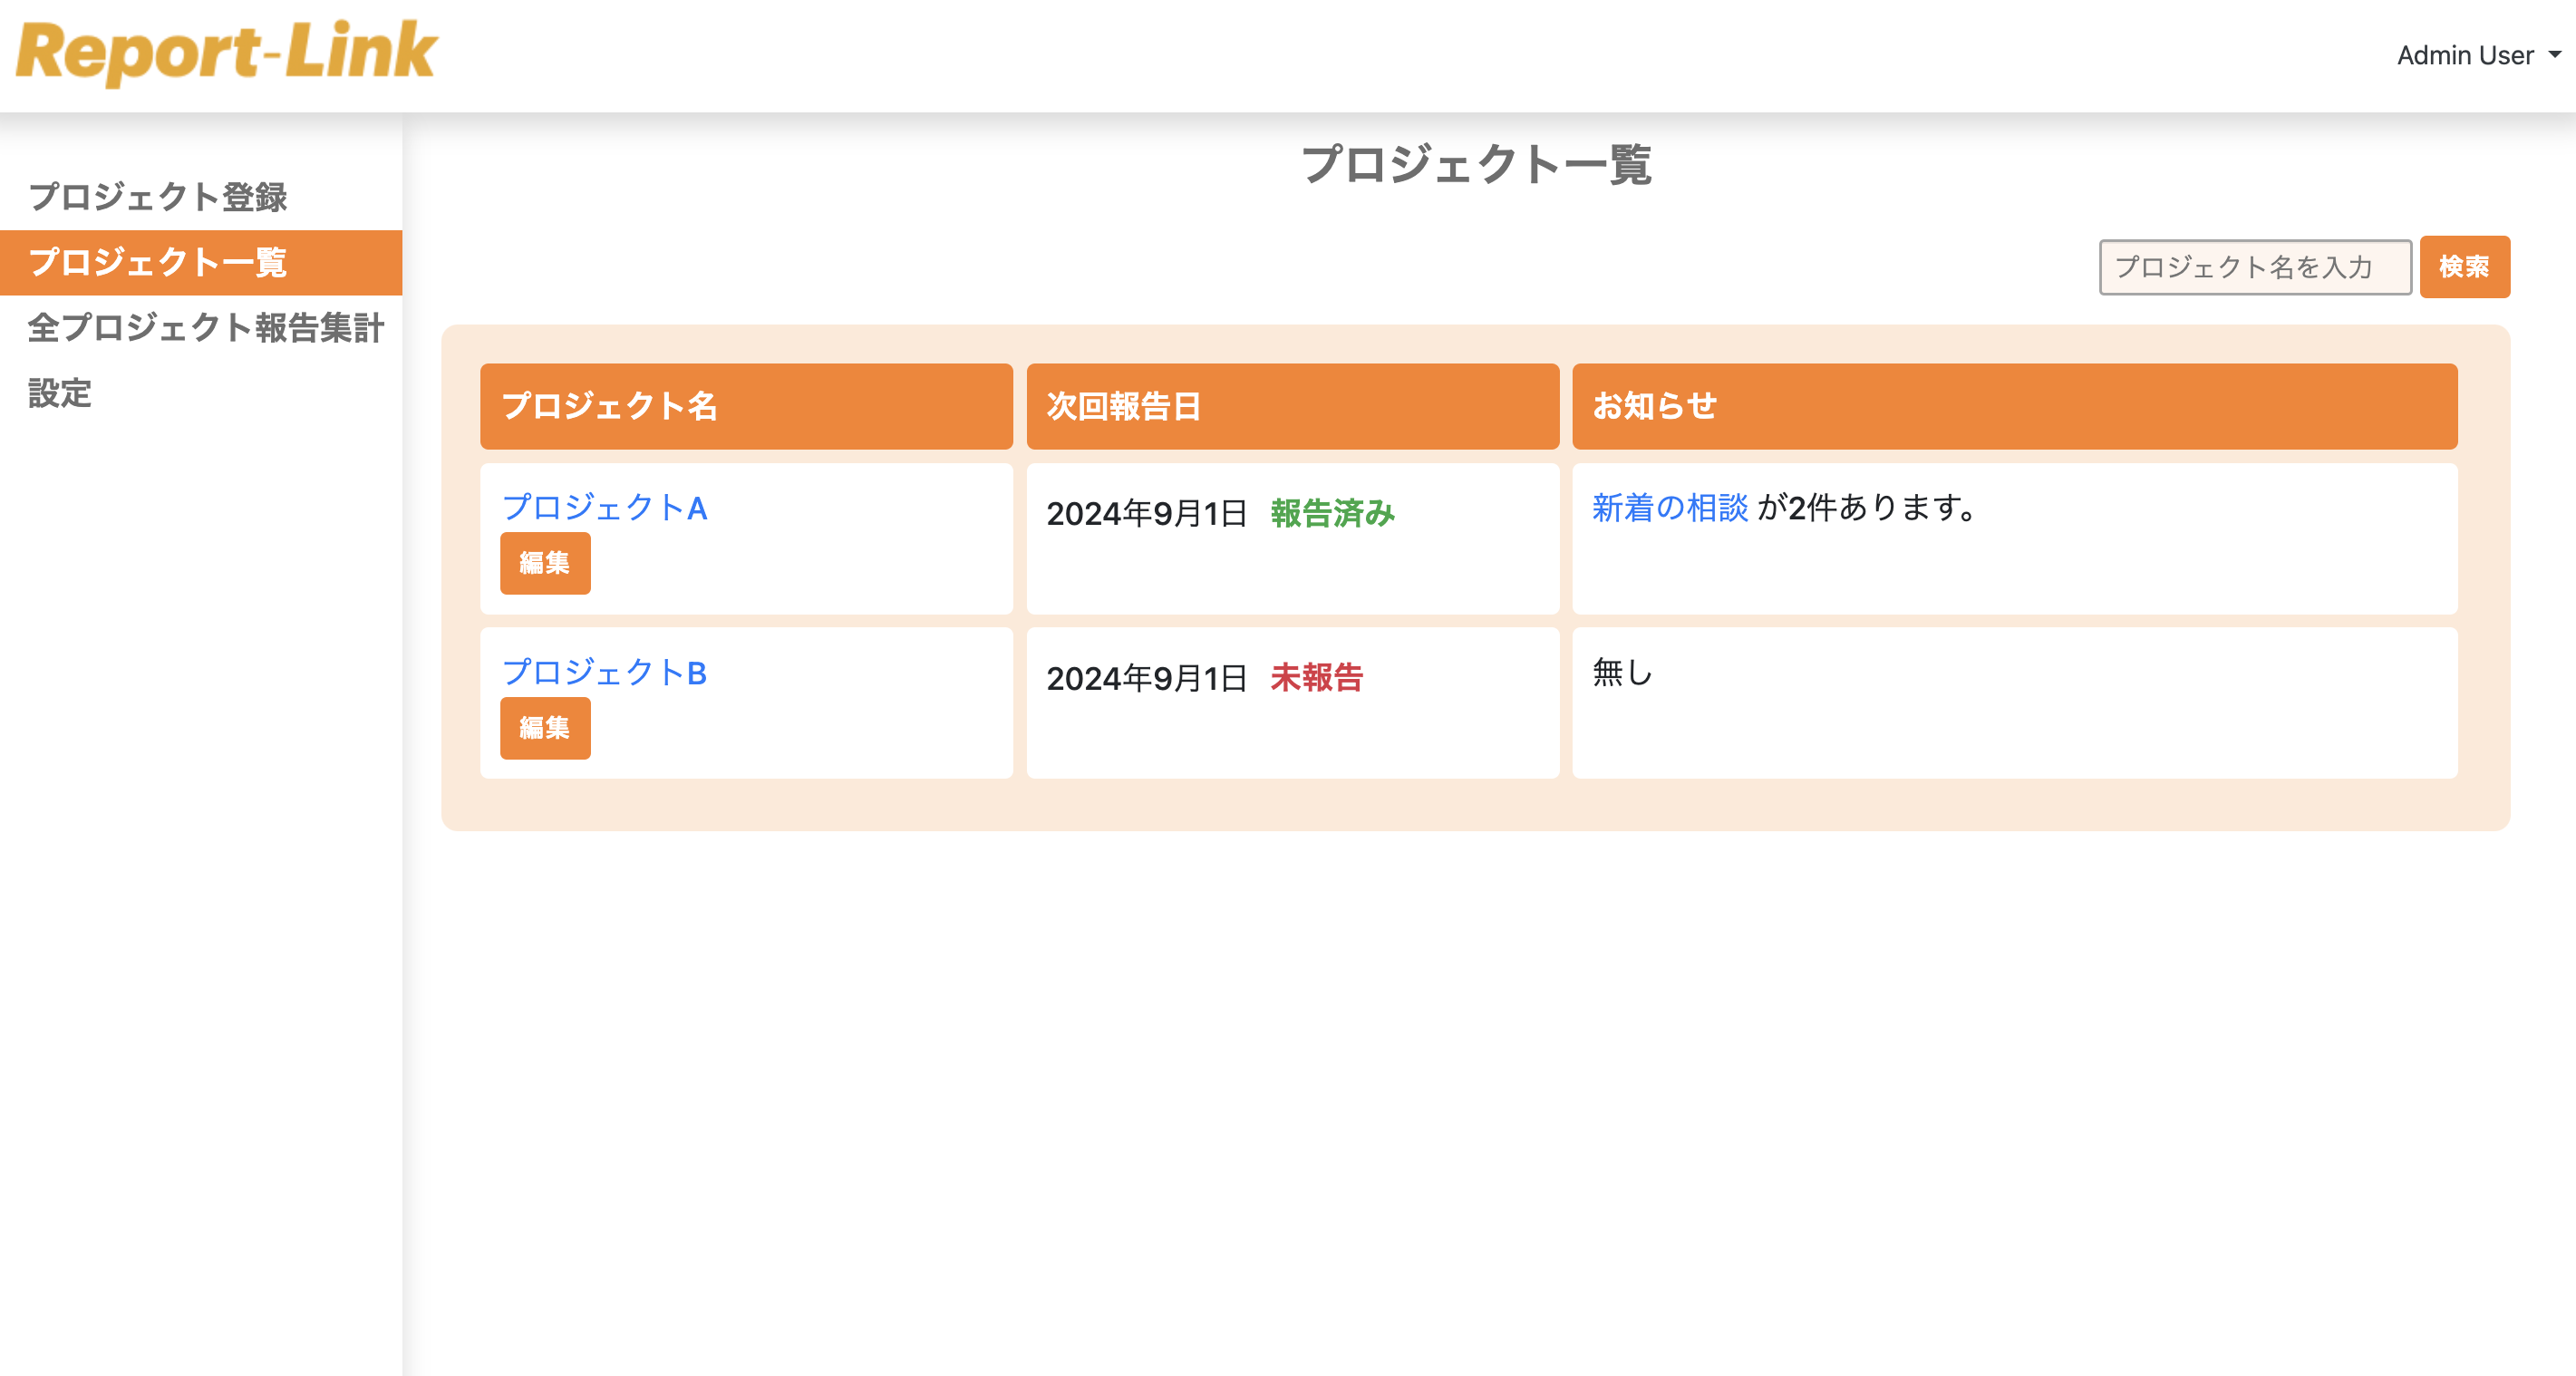 Report-Link
Admin User
プロジェクト登録
プロジェクト一覧
全プロジェクト報告集計
設定
プロジェクト一覧
プロジェクト名を入力 検索
プロジェクト名 次回報告日 お知らせ
プロジェクトA 2024年9月1日 報告済み 新着の相談 が2件あります。
編集
プロジェクトB 2024年9月1日 未報告 無し
編集